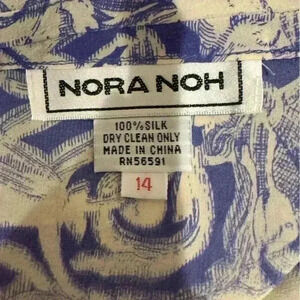 NORA NOH
100% SILK
DRY CLEAN ONLY
MADE IN CHINA
RN56591
14